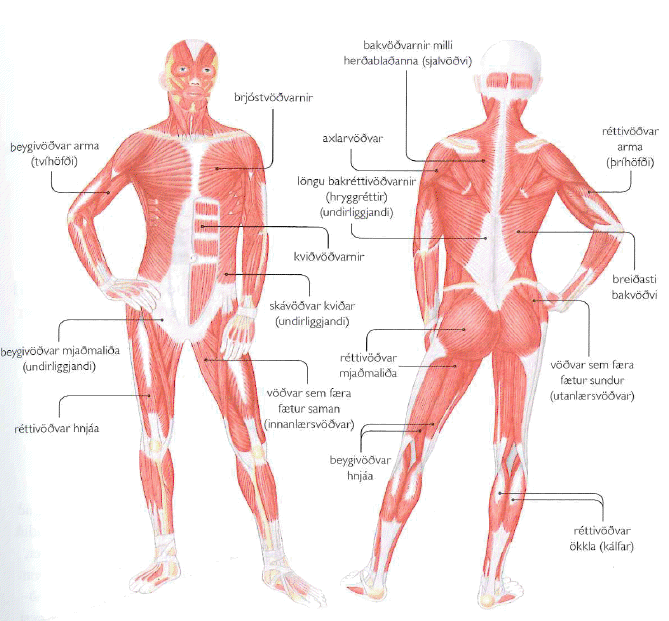 bakvöðvarnir milli
herðablaðanna (sjalvöðvi)
brjóstvöðvarnir
beygivöðvar arma
(tvíhöfði)
axlarvöðvar
réttivöðvar
arma
(þríhöfði)
löngu bakréttivöðvarnir
(hryggréttir)
(undirliggjandi)
kviðvöðvarnir
breiðasti
bakvöðvi
skávöðvar kviðar
(undirliggjandi)
beygivöðvar mjaðmaliða
(undirliggjandi)
réttivöðvar
mjaðmaliða
vöðvar sem færa
fætur sundur
(utanlærsvöðvar)
vöðvar sem færa
fætur saman
(innanlærsvöðvar)
réttivöðvar hnjáa
beygivöðvar
hnjáa
réttivöðvar
ökkla (kálfar)